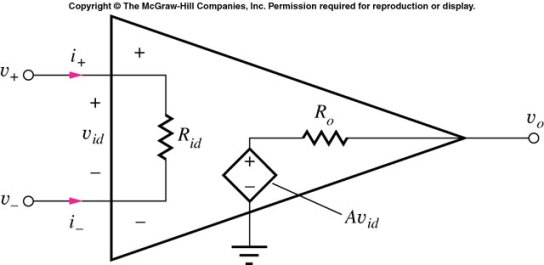 Copyright © The McGraw-Hill Companies, Inc. Permission required for reproduction or display.
v+ i+ +
+
vid Rid
−
v− i− −
Ro vo
+
−
Avid